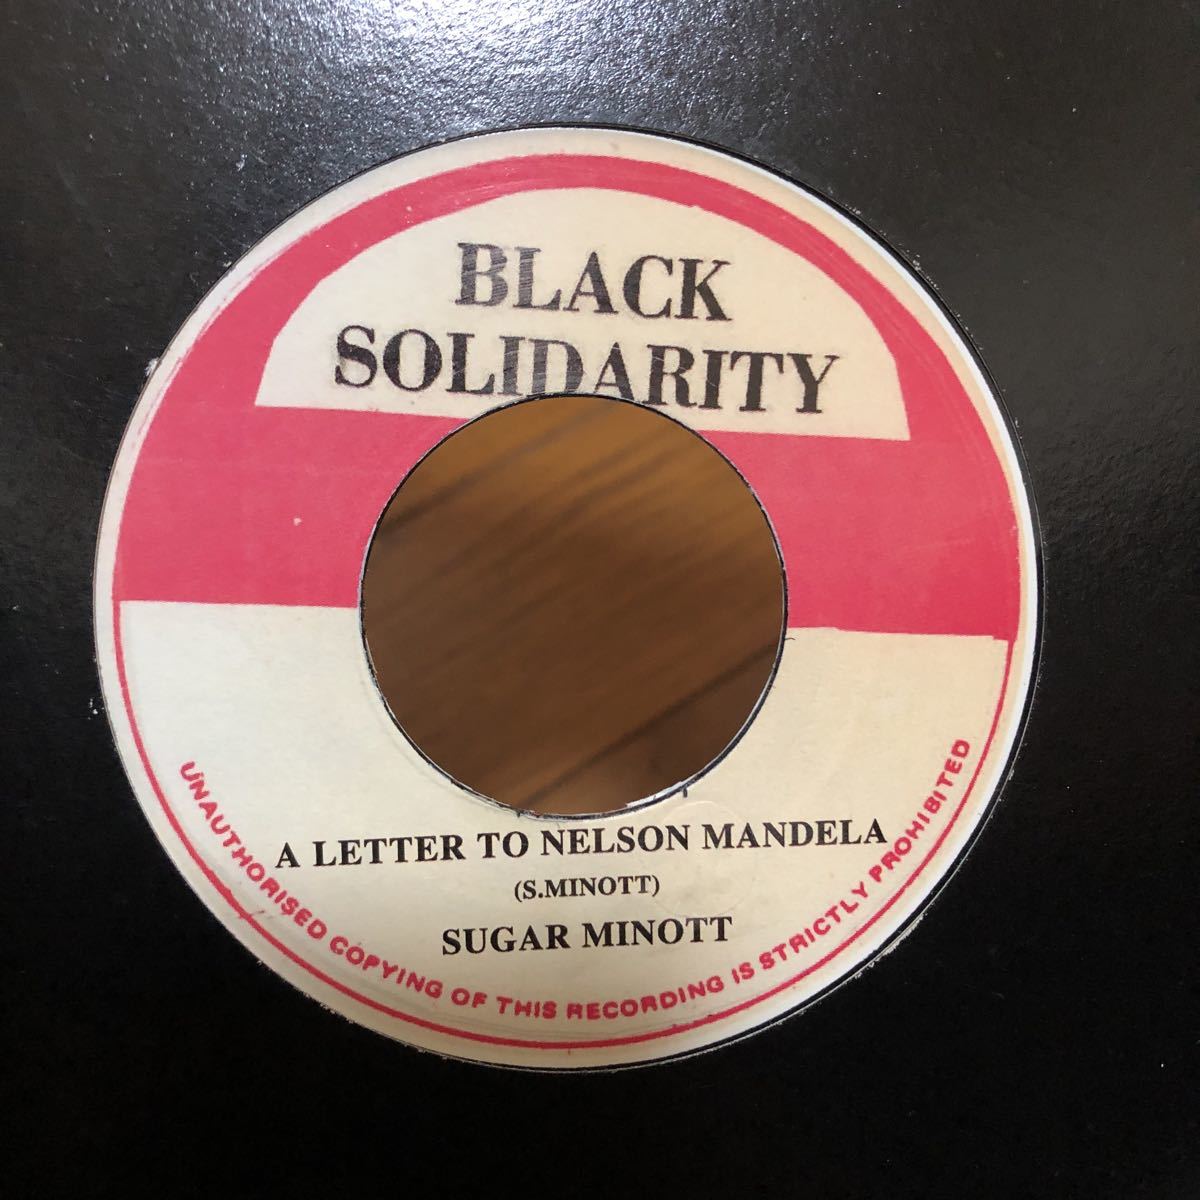 BLACK
SOLIDARITY
A LETTER TO NELSON MANDELA
(S.MINOTT)
SUGAR MINOTT
UNAUTHORISED COPYING OF THIS RECORDING IS STRICTLY PROHIBITED